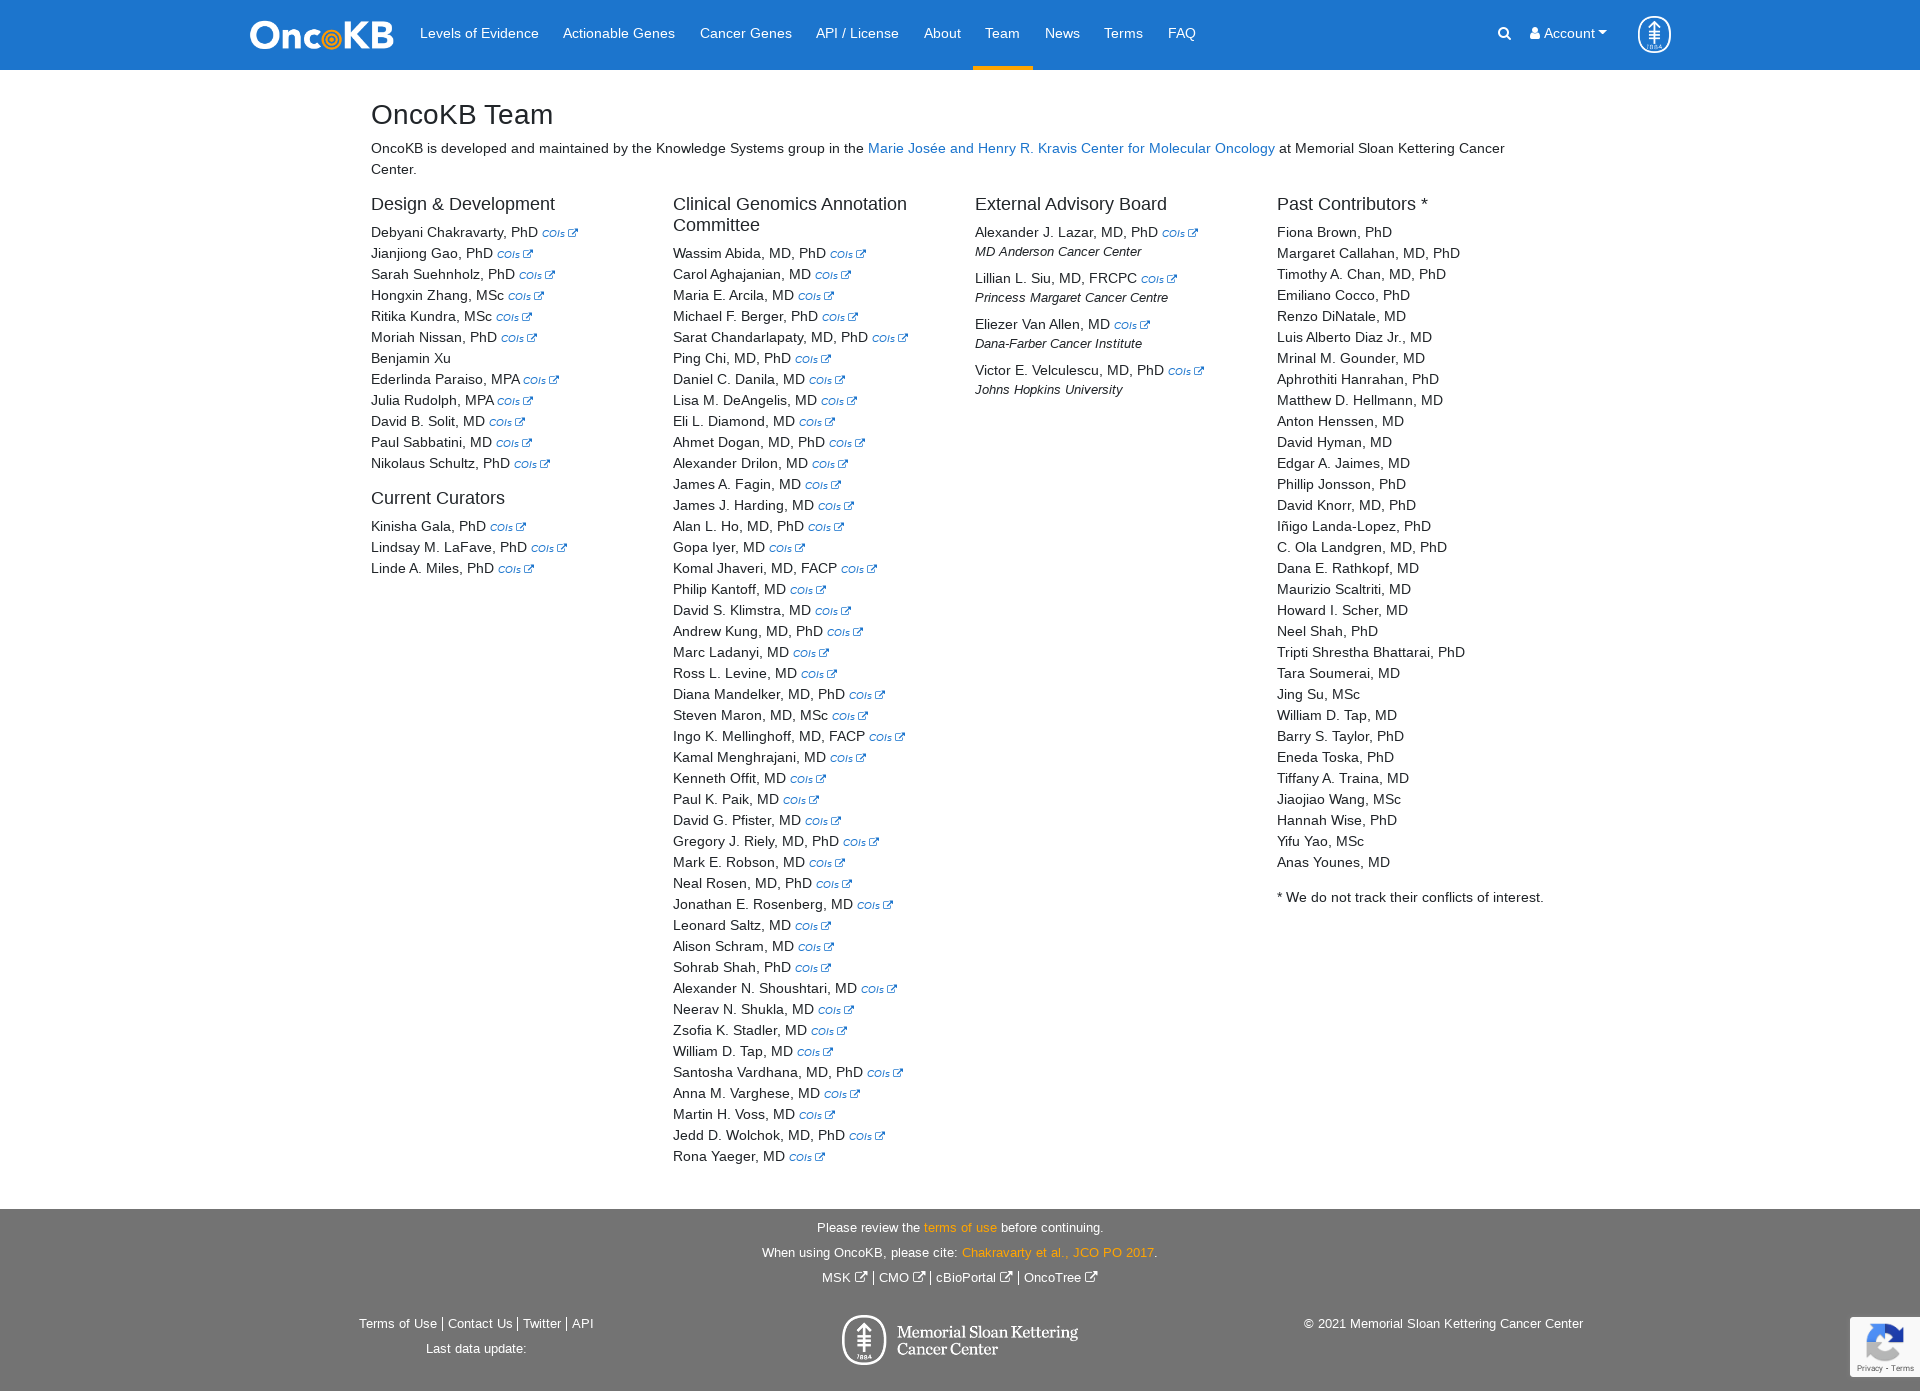 OncoKB
Levels of Evidence
Actionable Genes
Cancer Genes
API / License
About
Team
News
Terms
FAQ
Account
1884
OncoKB Team
OncoKB is developed and maintained by the Knowledge Systems group in the Marie Josée and Henry R. Kravis Center for Molecular Oncology at Memorial Sloan Kettering Cancer
Center.
Design & Development
Debyani Chakravarty, PhD COIs
Jianjiong Gao, PhD COIs
Sarah Suehnholz, PhD COIs
Hongxin Zhang, MSc COIs
Ritika Kundra, MSc COIs
Moriah Nissan, PhD COIs
Benjamin Xu
Ederlinda Paraiso, MPA COIs
Julia Rudolph, MPA COIs
David B. Solit, MD COIs
Paul Sabbatini, MD COIs
Nikolaus Schultz, PhD COIs
Current Curators
Kinisha Gala, PhD COIs
Lindsay M. LaFave, PhD COIs
Linde A. Miles, PhD COIs
Clinical Genomics Annotation
Committee
Wassim Abida, MD, PhD COIs
Carol Aghajanian, MD COIs
Maria E. Arcila, MD COIs
Michael F. Berger, PhD COIs
Sarat Chandarlapaty, MD, PhD COIs
Ping Chi, MD, PhD COIs
Daniel C. Danila, MD COIs
Lisa M. DeAngelis, MD COIs
Eli L. Diamond, MD COIs
Ahmet Dogan, MD, PhD COIs
Alexander Drilon, MD COIs
James A. Fagin, MD COIs
James J. Harding, MD COIs
Alan L. Ho, MD, PhD COIs
Gopa Iyer, MD COIs
Komal Jhaveri, MD, FACP COIs
Philip Kantoff, MD COIs
David S. Klimstra, MD COIs
Andrew Kung, MD, PhD COIs
Marc Ladanyi, MD COIs
Ross L. Levine, MD COIs
Diana Mandelker, MD, PhD COIs
Steven Maron, MD, MSc COIs
Ingo K. Mellinghoff, MD, FACP COIs
Kamal Menghrajani, MD COIs
Kenneth Offit, MD COIs
Paul K. Paik, MD COIs
David G. Pfister, MD COIs
Gregory J. Riely, MD, PhD COIs
Mark E. Robson, MD COIs
Neal Rosen, MD, PhD COIs
Jonathan E. Rosenberg, MD COIs
Leonard Saltz, MD COIs
Alison Schram, MD COIs
Sohrab Shah, PhD COIs
Alexander N. Shoushtari, MD COIs
Neerav N. Shukla, MD COIs
Zsofia K. Stadler, MD COIs
William D. Tap, MD COIs
Santosha Vardhana, MD, PhD COIs
Anna M. Varghese, MD COIs
Martin H. Voss, MD COIs
Jedd D. Wolchok, MD, PhD COIs
Rona Yaeger, MD COIs
External Advisory Board
Alexander J. Lazar, MD, PhD COIs
MD Anderson Cancer Center
Lillian L. Siu, MD, FRCPC COIs
Princess Margaret Cancer Centre
Eliezer Van Allen, MD COIs
Dana-Farber Cancer Institute
Victor E. Velculescu, MD, PhD COIs
Johns Hopkins University
Past Contributors *
Fiona Brown, PhD
Margaret Callahan, MD, PhD
Timothy A. Chan, MD, PhD
Emiliano Cocco, PhD
Renzo DiNatale, MD
Luis Alberto Diaz Jr., MD
Mrinal M. Gounder, MD
Aphrothiti Hanrahan, PhD
Matthew D. Hellmann, MD
Anton Henssen, MD
David Hyman, MD
Edgar A. Jaimes, MD
Phillip Jonsson, PhD
David Knorr, MD, PhD
Iñigo Landa-Lopez, PhD
C. Ola Landgren, MD, PhD
Dana E. Rathkopf, MD
Maurizio Scaltriti, MD
Howard I. Scher, MD
Neel Shah, PhD
Tripti Shrestha Bhattarai, PhD
Tara Soumerai, MD
Jing Su, MSc
William D. Tap, MD
Barry S. Taylor, PhD
Eneda Toska, PhD
Tiffany A. Traina, MD
Jiaojiao Wang, MSc
Hannah Wise, PhD
Yifu Yao, MSc
Anas Younes, MD
* We do not track their conflicts of interest.
Please review the terms of use before continuing.
When using OncoKB, please cite: Chakravarty et al., JCO PO 2017.
MSK | CMO | cBioPortal | OncoTree
Terms of Use | Contact Us | Twitter | API
Last data update:
1884
Memorial Sloan Kettering
Cancer Center
© 2021 Memorial Sloan Kettering Cancer Center
Privacy - Terms